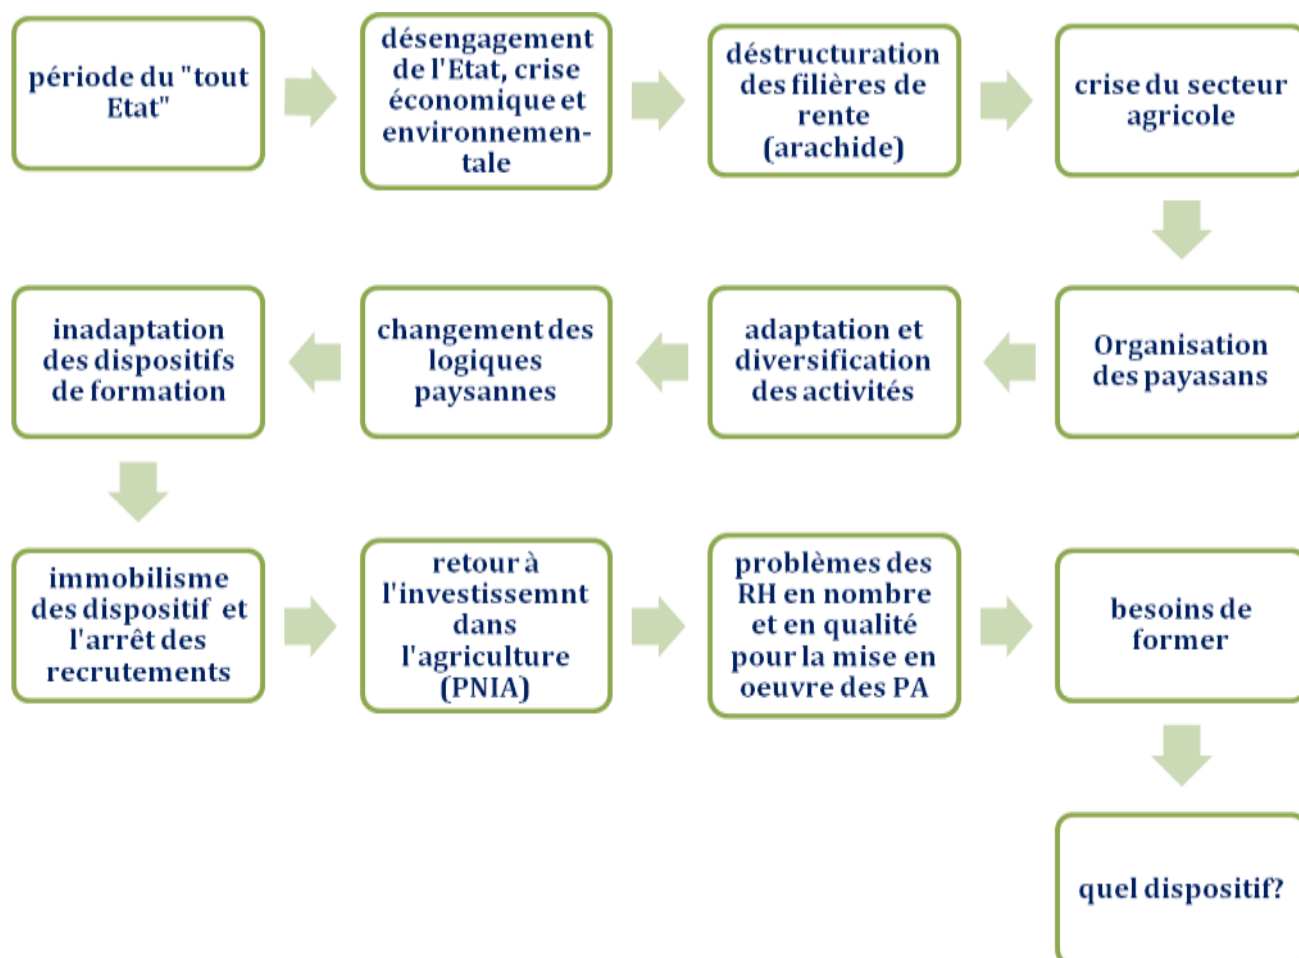 période du "tout
Etat"
désengagement
de l'Etat, crise
économique et
environnemen-
tale
déstructuration
des filières de
rente
(arachide)
crise du secteur
agricole
Organisation
des payasans
adaptation et
diversification
des activités
changement des
logiques
paysannes
inadaptation
des dispositifs
de formation
immobilisme
des dispositif et
l'arrêt des
recrutements
retour à
l'investissemnt
dans
l'agriculture
(PNIA)
problèmes des
RH en nombre
et en qualité
pour la mise en
oeuvre des PA
besoins de
former
quel dispositif?